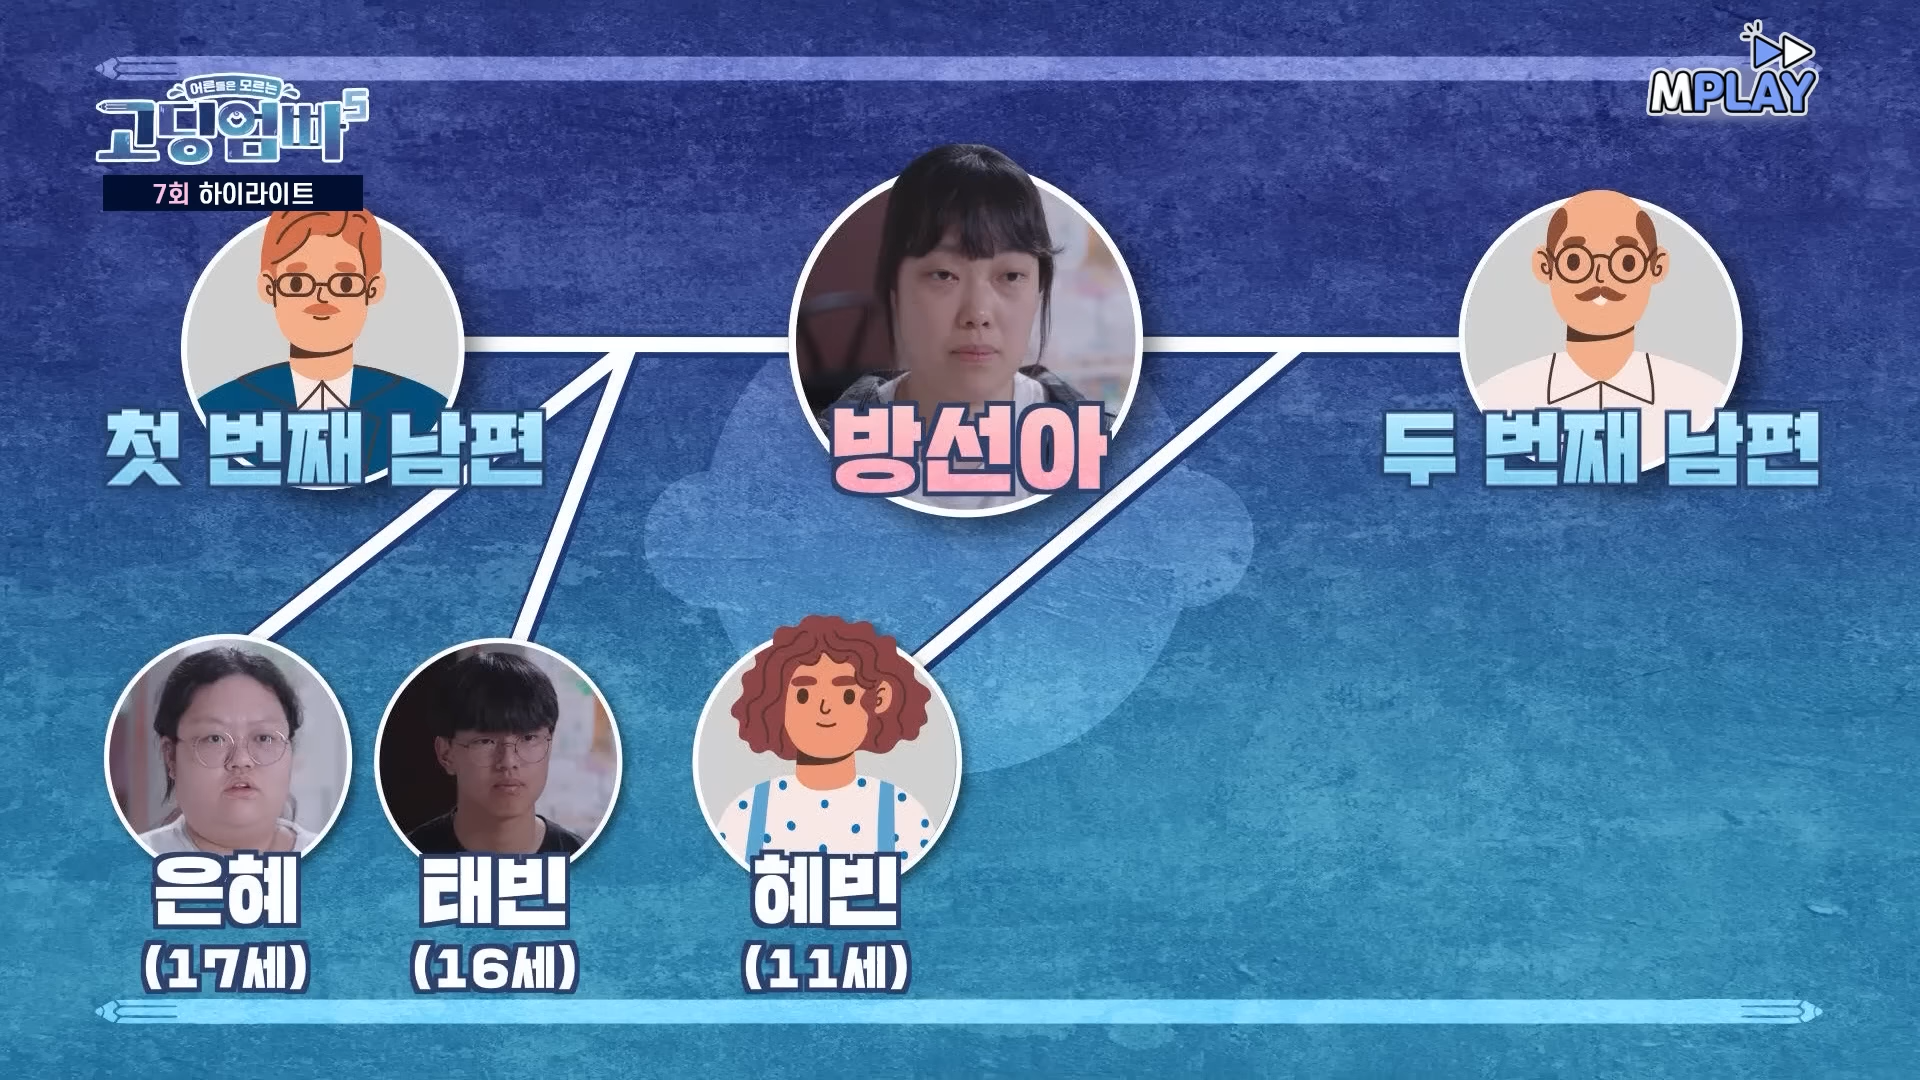 어른들은 모르는
고딩엄빠5
7회 하이라이트
MPLAY
첫 번째 남편
방선아
두 번째 남편
은혜
(17세)
태빈
(16세)
혜빈
(11세)